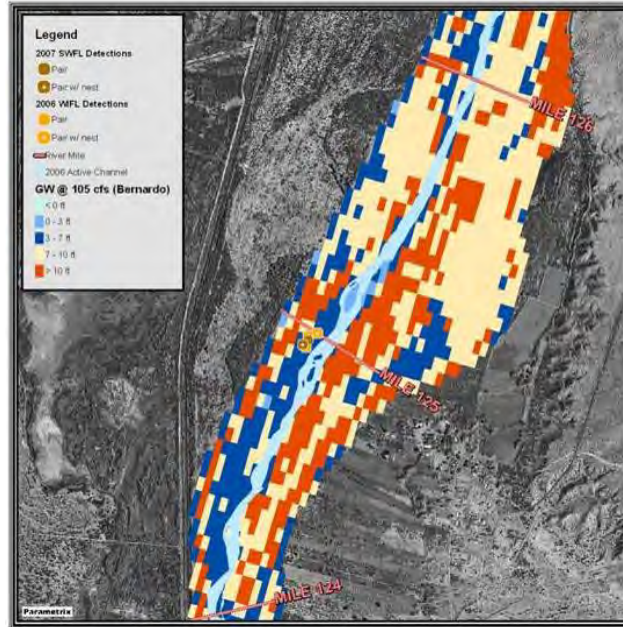 Legend
2007 SWFL Detections
Pair
Pair w/ nest
2006 WIFL Detections
Pair
Pair w/ nest
River Mile
2006 Active Channel
GW @ 105 cfs (Bernardo)
< 0 ft
0 - 3 ft
3 - 7 ft
7 - 10 ft
> 10 ft
MILE 126
MILE 125
MILE 124
Parametrix